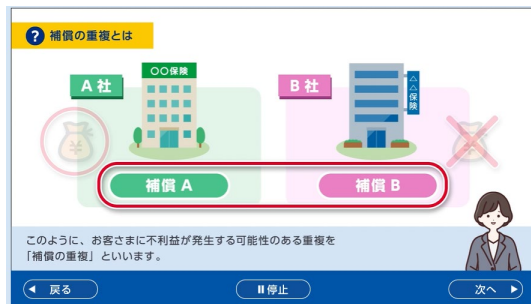 ? 補償の重複とは
〇〇保険
A社
B社
△△保険
¥
補償A
補償B
このように、お客さまに不利益が発生する可能性のある重複を
「補償の重複」といいます。
戻る
停止
次へ